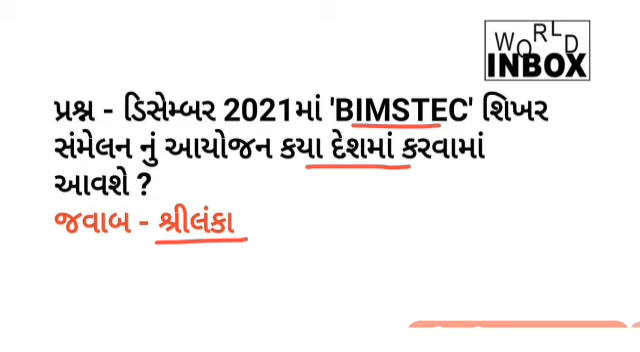 WORLD
INBOX
પ્રશ્ન - ડિસેમ્બર 2021માં 'BIMSTEC' શિખર
સંમેલન નું આયોજન કયા દેશમાં કરવામાં
આવશે ?
જવાબ - શ્રીલંકા